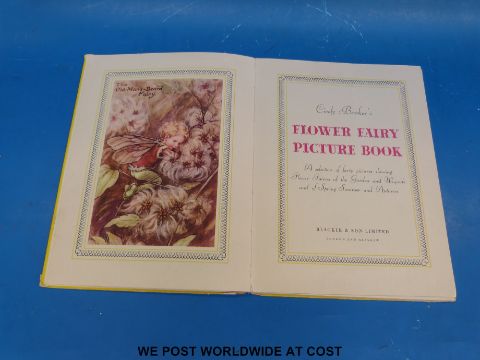 The
Old-Man's-Beard
Fairy.
Cicely Barker's
FLOWER FAIRY
PICTURE BOOK
A selection of forty pictures showing
Flower Fairies of the Garden and Wayside
and of Spring Summer and Autumn
BLACKIE & SON LIMITED
LONDON AND GLASGOW
WE POST WORLDWIDE AT COST